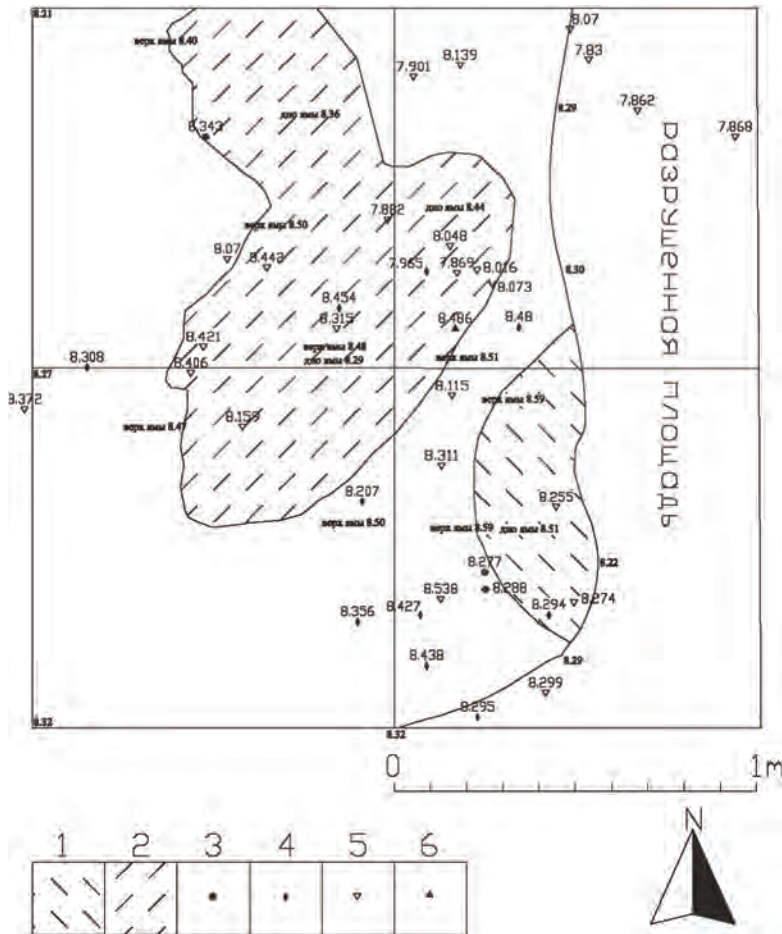 8.21
верх ямы 8.40
8.07
8.139
7.83
7.901
7.862
8.29
дно ямы 8.36
8.343
7.868
7.882
дно ямы 8.44
верх ямы 8.50
8.048
8.07
8.442
7.965
7.869
8.016
8.30
8.073
8.454
8.315
8.486
8.48
8.421
верх ямы 8.48
дно ямы 8.29
верх ямы 8.51
8.308
8.27
8.406
8.372
8.115
верх ямы 8.59
8.159
верх ямы 8.47
8.311
8.207
8.255
верх ямы 8.50
верх ямы 8.59
дно ямы 8.51
8.277
8.22
8.288
8.538
8.274
8.427
8.294
8.356
8.438
8.29
8.299
8.295
8.32
8.32
разрушенная площадь
0
1m
1 2 3 4 5 6
N